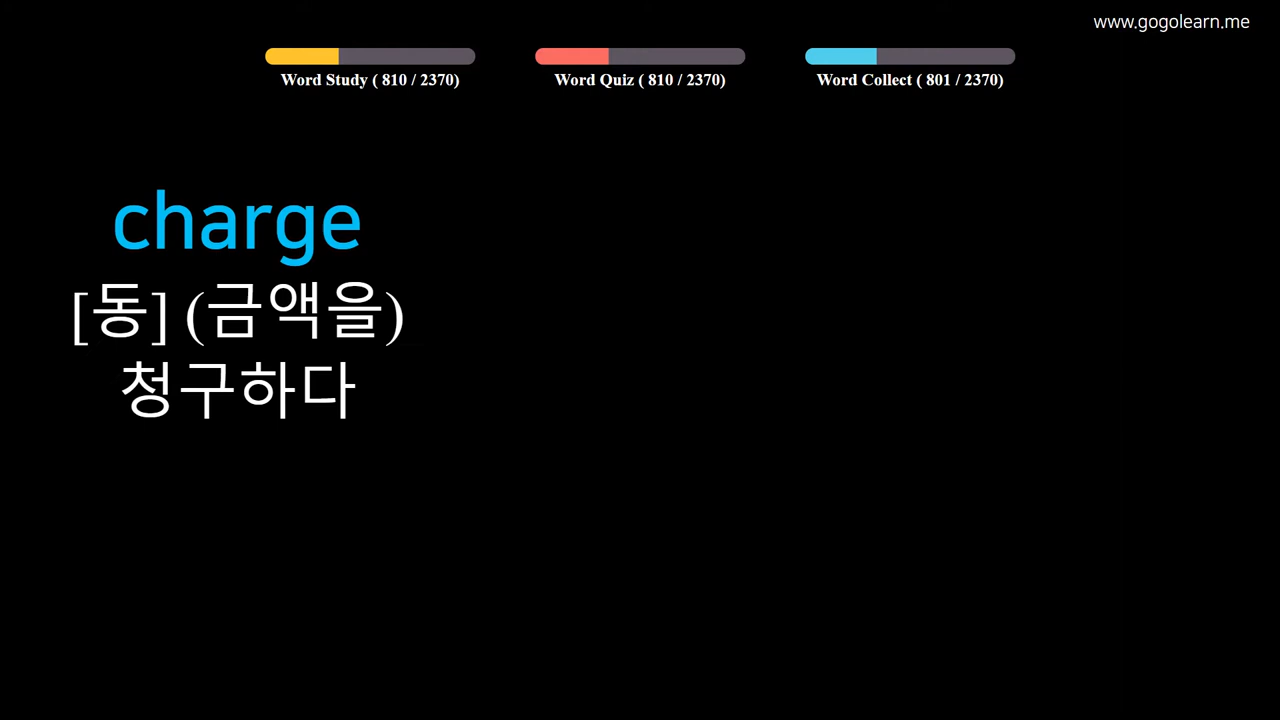 www.gogolearn.me
Word Study ( 810 / 2370)
Word Quiz ( 810 / 2370)
Word Collect ( 801 / 2370)
charge
[동] (금액을)
청구하다